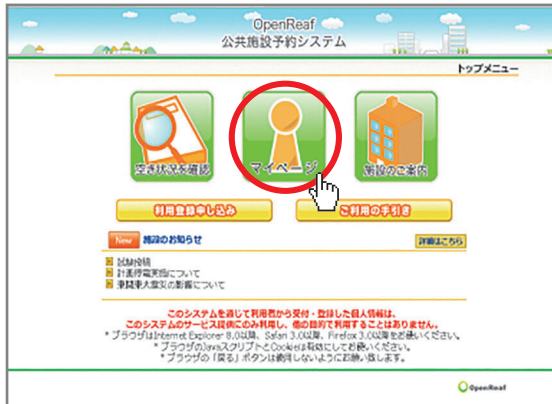 OpenReaf
公共施設予約システム
トップメニュー
空き状況を確認
マイページ
施設のご案内
利用登録申し込み
ご利用の手引き
New 施設のお知らせ
詳細はこちら
試験投稿
計画停電実施について
東関東大震災の影響について
このシステムを通じて利用者から受付・登録した個人情報は、
このシステムのサービス提供にのみ利用し、他の目的で利用することはありません。
* ブラウザはInternet Explorer 8.0以降、Safari 3.0以降、Firefox 3.0以降をお使いください。
* ブラウザのJavaスクリプトとCookieは有効にしてお使いください。
* ブラウザの「戻る」ボタンは使用しないようにお願い致します。
OpenReaf